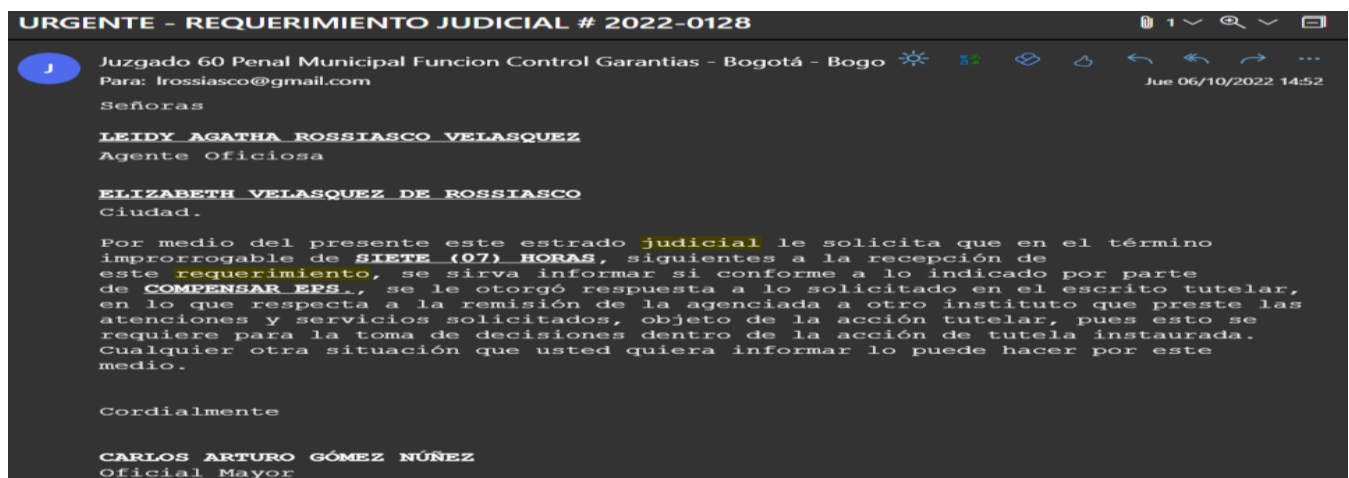 URGENTE - REQUERIMIENTO JUDICIAL # 2022-0128
1
J
Juzgado 60 Penal Municipal Funcion Control Garantias - Bogotá - Bogo
Para: lrossiasco@gmail.com
Jue 06/10/2022 14:52
Señoras
LEIDY AGATHA ROSSIASCO VELASQUEZ
Agente Oficiosa
ELIZABETH VELASQUEZ DE ROSSIASCO
Ciudad.
Por medio del presente este estrado judicial le solicita que en el término
improrrogable de SIETE (07) HORAS, siguientes a la recepción de
este requerimiento, se sirva informar si conforme a lo indicado por parte
de COMPENSAR EPS., se le otorgó respuesta a lo solicitado en el escrito tutelar,
en lo que respecta a la remisión de la agenciada a otro instituto que preste las
atenciones y servicios solicitados, objeto de la acción tutelar, pues esto se
requiere para la toma de decisiones dentro de la acción de tutela instaurada.
Cualquier otra situación que usted quiera informar lo puede hacer por este
medio.
Cordialmente
CARLOS ARTURO GÓMEZ NÚÑEZ
Oficial Mayor